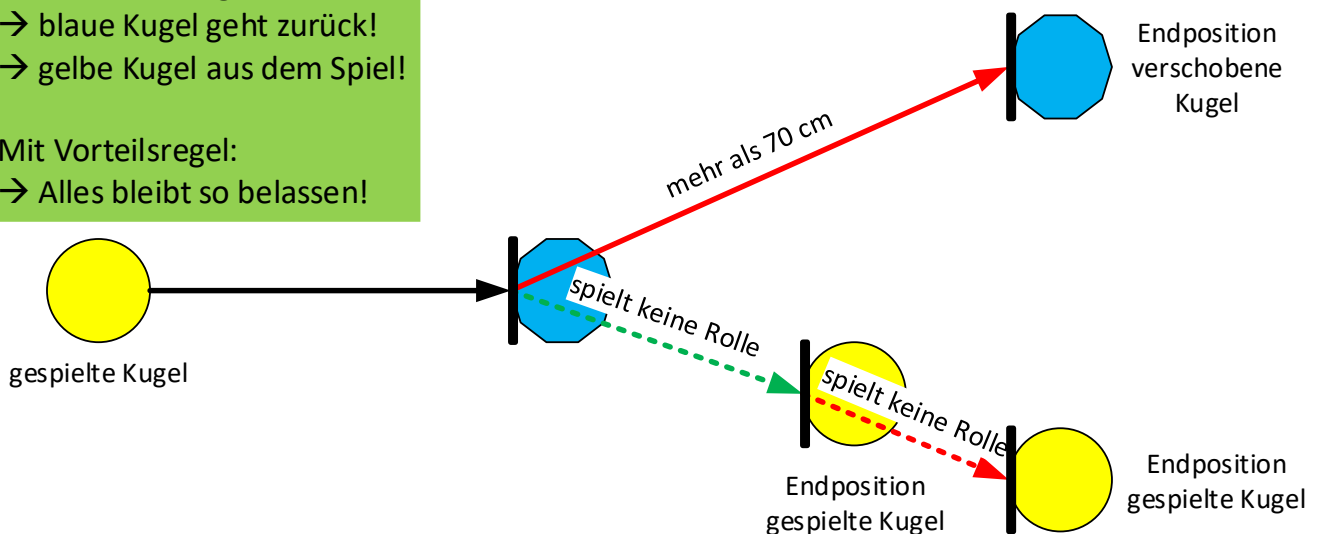 → blaue Kugel geht zurück!
→ gelbe Kugel aus dem Spiel!
Mit Vorteilsregel:
→ Alles bleibt so belassen!
Endposition
verschobene
Kugel
mehr als 70 cm
gespielte Kugel
spielt keine Rolle
spielt keine Rolle
Endposition
gespielte Kugel
Endposition
gespielte Kugel